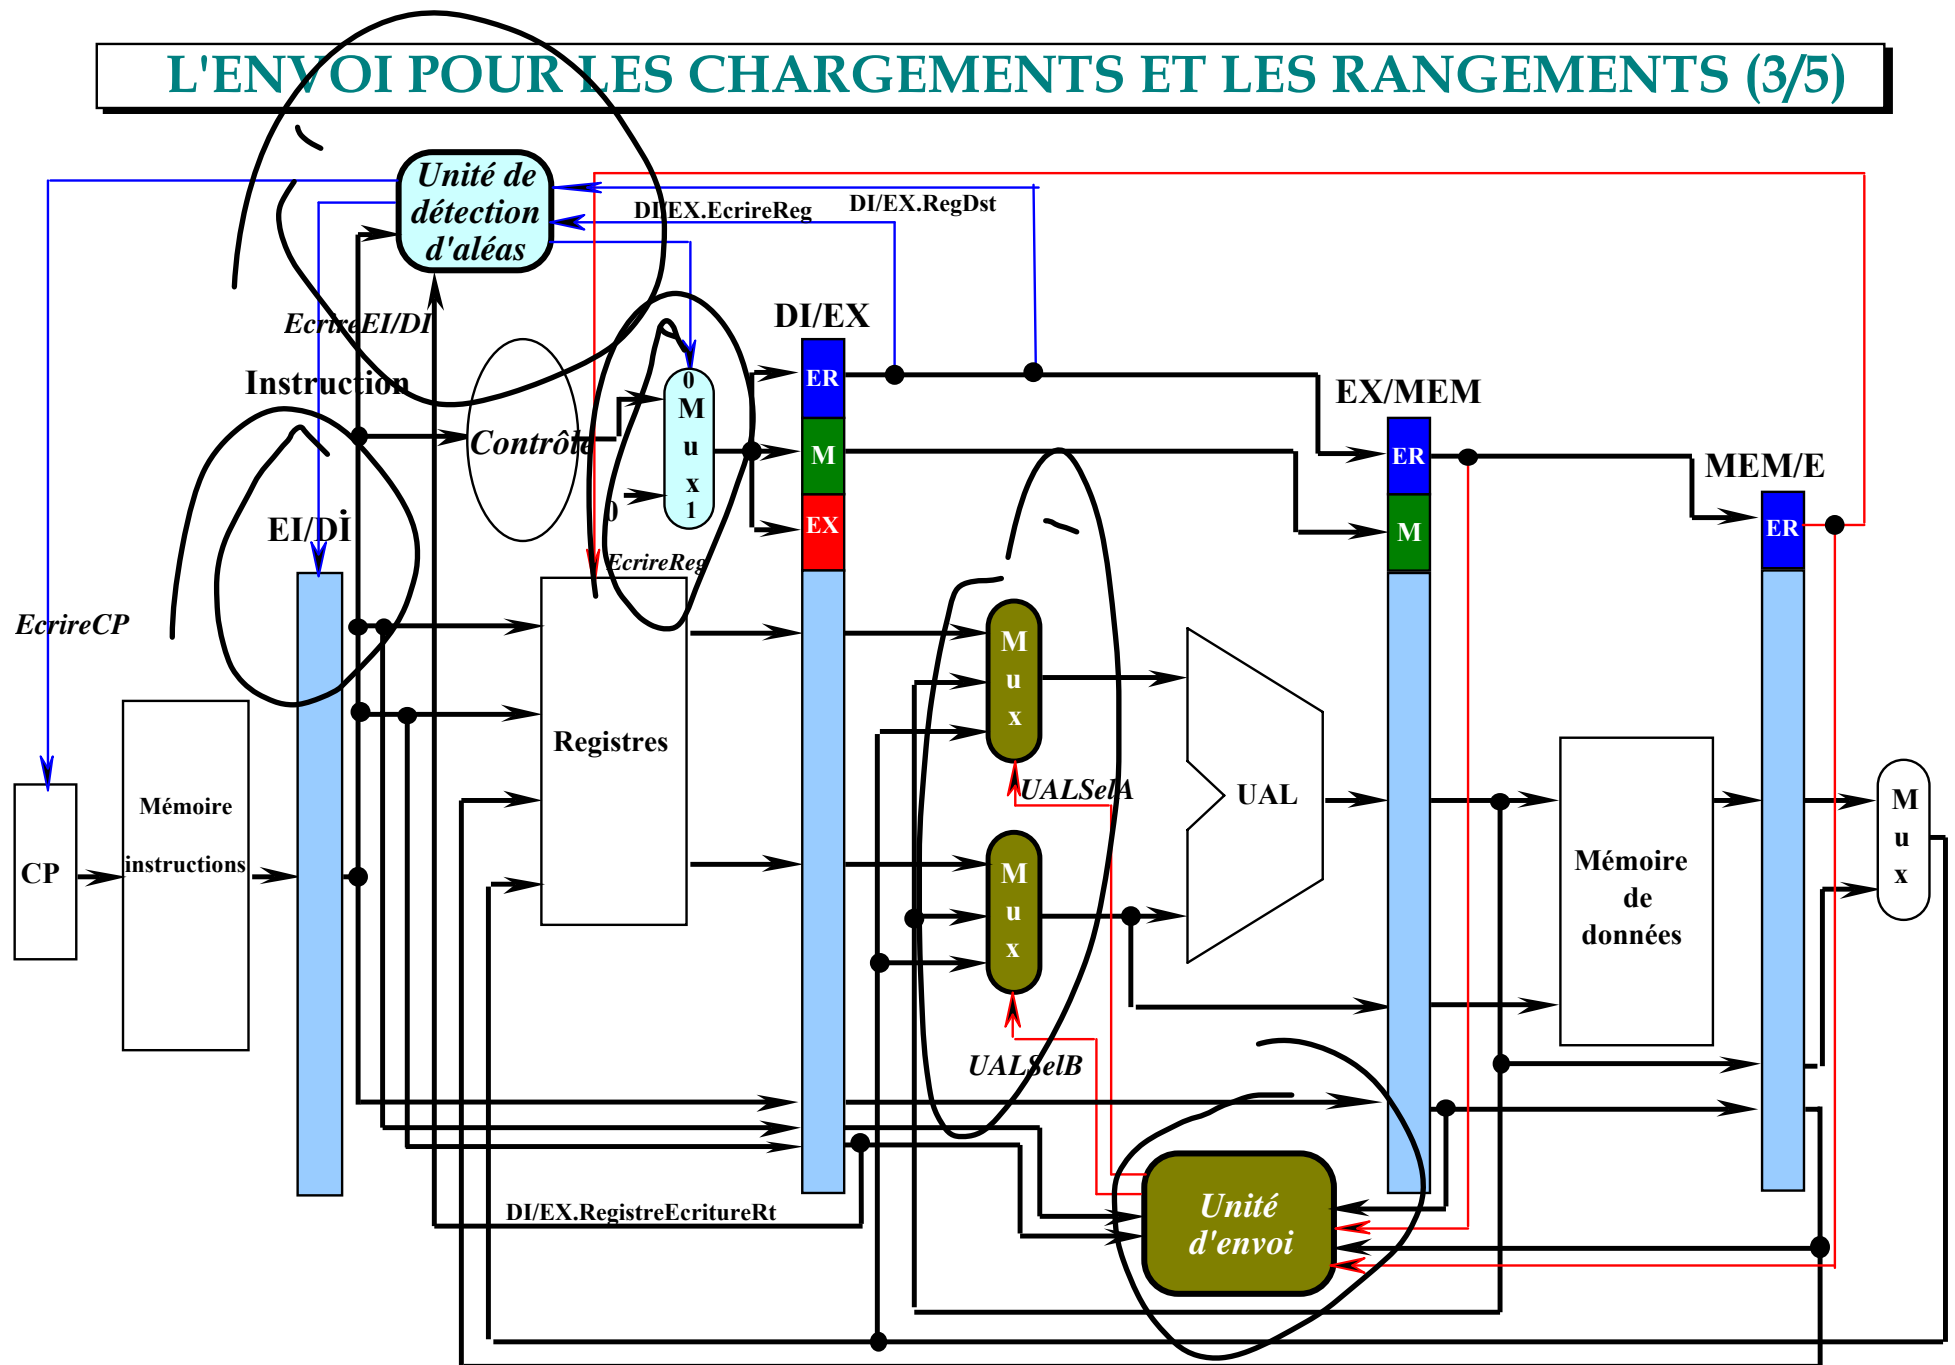 L'ENVOI POUR LES CHARGEMENTS ET LES RANGEMENTS (3/5)
Unité de
détection
d'aléas
DI/EX.EcrireReg
DI/EX.RegDst
EcrireEI/DI
DI/EX
Instruction
EX/MEM
Contrôle
0
M
u
x
1
0
ER
M
EX
ER
M
MEM/E
ER
EI/DI
EcrireReg
EcrireCP
M
u
x
Registres
UALSelA
UAL
Mémoire
instructions
CP
M
u
x
Mémoire
de
données
M
u
x
UALSelB
DI/EX.RegistreEcritureRt
Unité
d'envoi